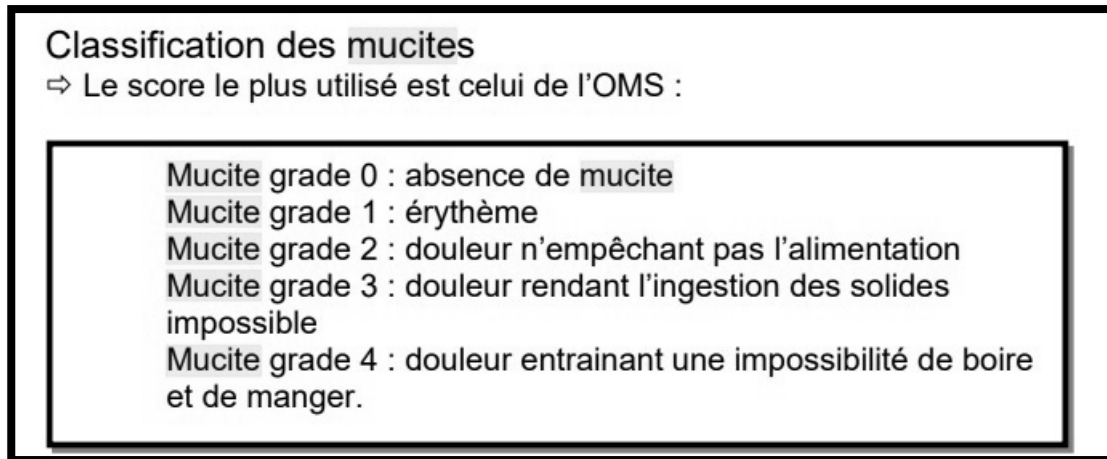 Classification des mucites
⇨ Le score le plus utilisé est celui de l’OMS :
Mucite grade 0 : absence de mucite
Mucite grade 1 : érythème
Mucite grade 2 : douleur n’empêchant pas l’alimentation
Mucite grade 3 : douleur rendant l’ingestion des solides
impossible
Mucite grade 4 : douleur entrainant une impossibilité de boire
et de manger.